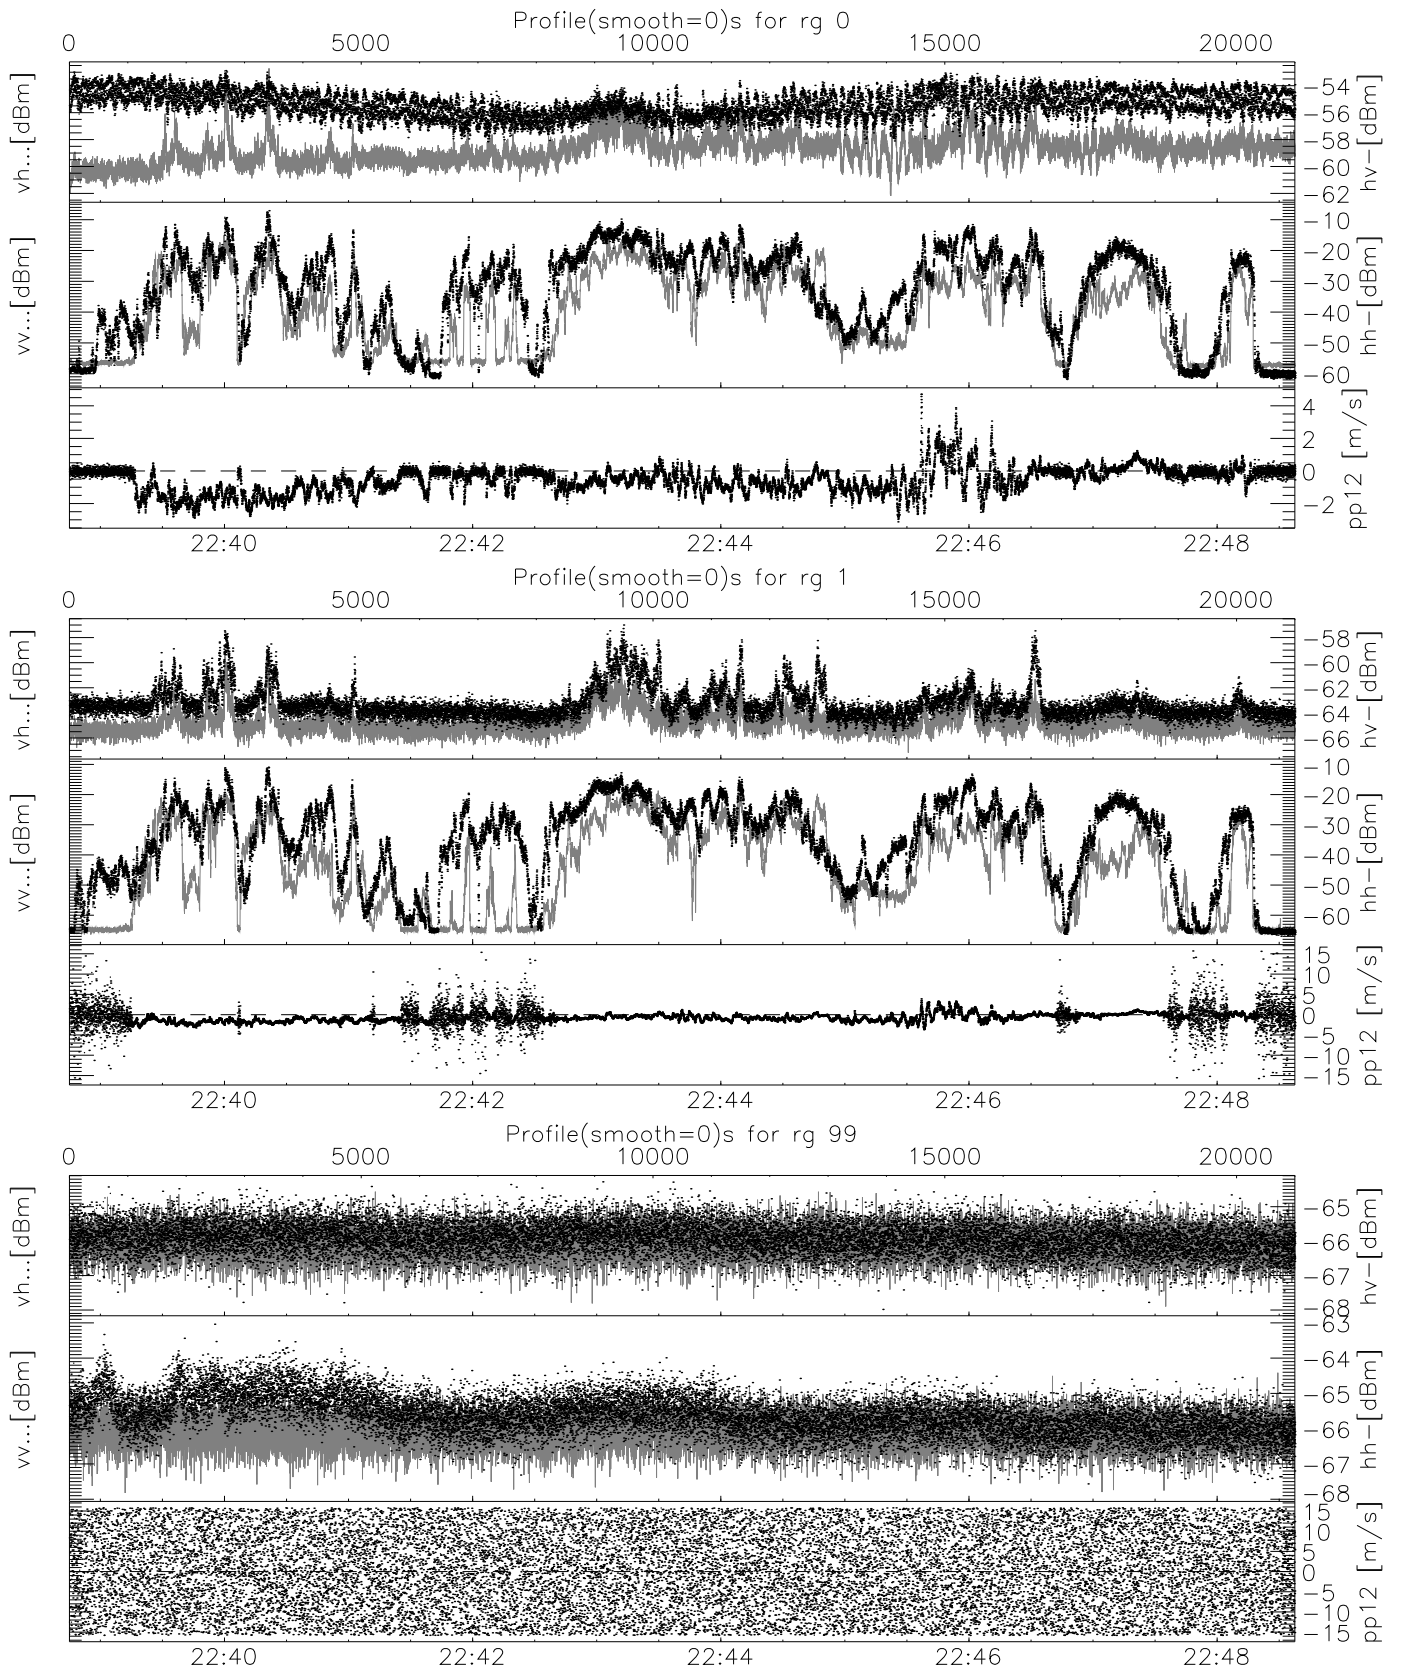 Profile(smooth=0)s for rg 0
0 5000 10000 15000 20000
vh...[dBm]
-54
-56
-58
-60
-62
hv-[dBm]
vv...[dBm]
-10
-20
-30
-40
-50
-60
hh-[dBm]
4
2
0
-2
pp12 [m/s]
22:40 22:42 22:44 22:46 22:48
Profile(smooth=0)s for rg 1
0 5000 10000 15000 20000
vh...[dBm]
-58
-60
-62
-64
-66
hv-[dBm]
vv...[dBm]
-10
-20
-30
-40
-50
-60
hh-[dBm]
15
10
5
0
-5
-10
-15
pp12 [m/s]
22:40 22:42 22:44 22:46 22:48
Profile(smooth=0)s for rg 99
0 5000 10000 15000 20000
vh...[dBm]
-65
-66
-67
-68
hv-[dBm]
vv...[dBm]
-63
-64
-65
-66
-67
-68
hh-[dBm]
15
10
5
0
-5
-10
-15
pp12 [m/s]
22:40 22:42 22:44 22:46 22:48